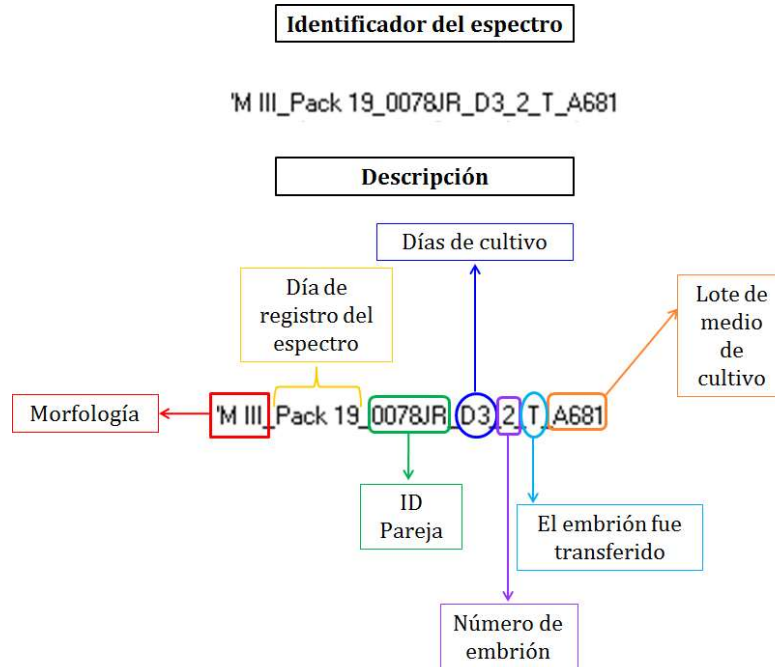 Identificador del espectro
'M III_Pack 19_0078JR_D3_2_T_A681
Descripción
Días de cultivo
Día de
registro del
espectro
Lote de
medio
de
cultivo
Morfología
'M III_Pack 19_0078JR_D3_2_T_A681
ID
Pareja
El embrión fue
transferido
Número de
embrión